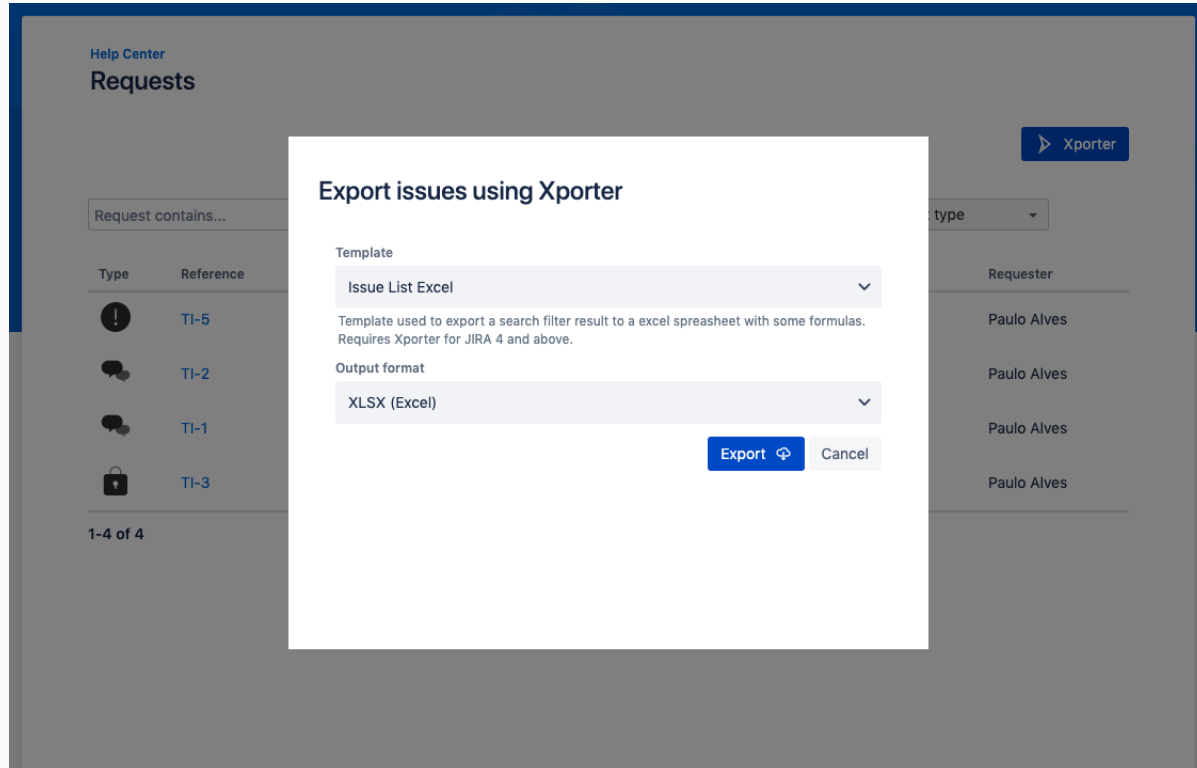 Help Center
Requests
Xporter
Export issues using Xporter
Request contains...
type
Template
Issue List Excel
Template used to export a search filter result to a excel spreasheet with some formulas.
Requires Xporter for JIRA 4 and above.
Output format
XLSX (Excel)
Export
Cancel
Type Reference Requester
TI-5 Paulo Alves
TI-2 Paulo Alves
TI-1 Paulo Alves
TI-3 Paulo Alves
1-4 of 4